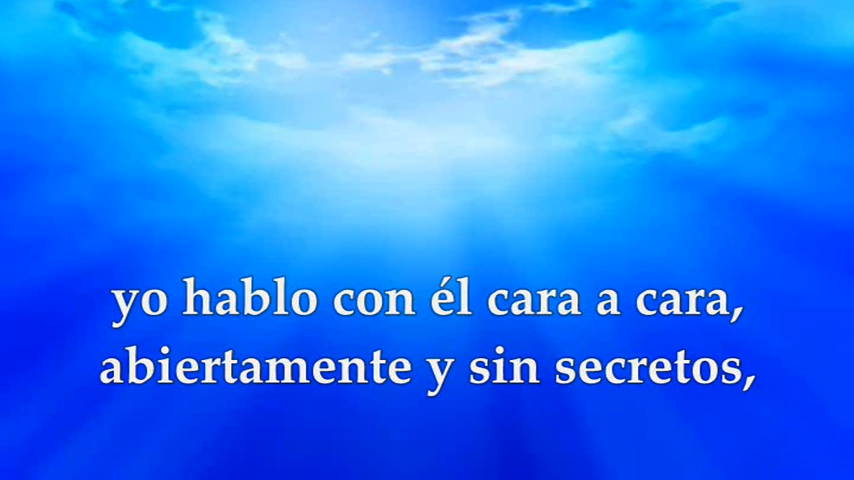 yo hablo con él cara a cara,
abiertamente y sin secretos,